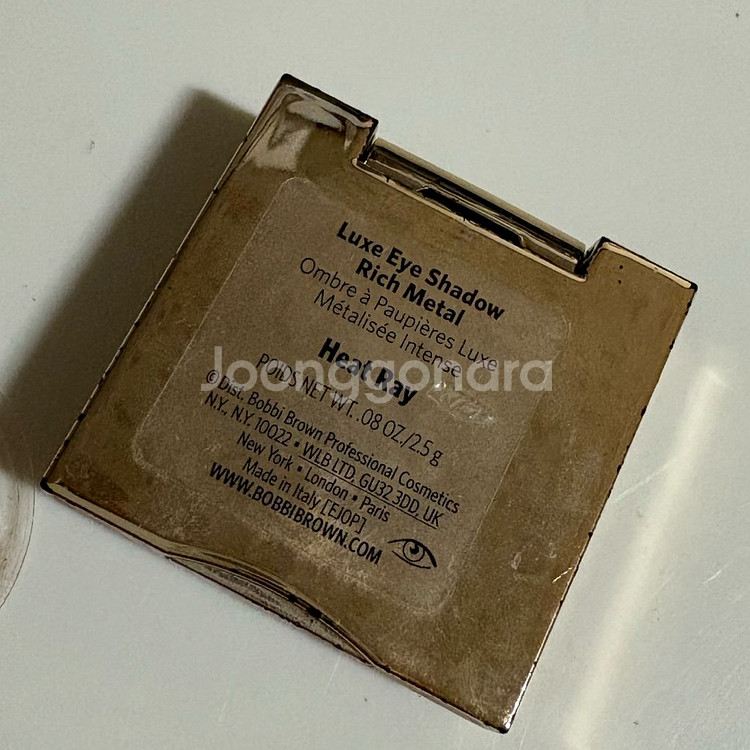 Luxe Eye Shadow
Rich Metal
Ombre à Paupières Luxe
Métalisée Intense
Heat Ray
POIDS NET WT. .08 OZ./2.5 g
©Dist. Bobbi Brown Professional Cosmetics
N.Y., N.Y. 10022 • WLB LTD, GU32 3DD, UK
New York • London • Paris
Made in Italy [EJOP]
WWW.BOBBIBROWN.COM
Joonggonara